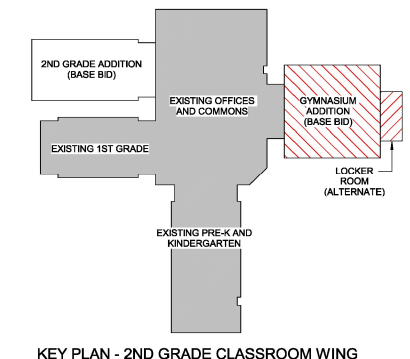 2ND GRADE ADDITION
(BASE BID)
EXISTING OFFICES
AND COMMONS
GYMNASIUM
ADDITION
(BASE BID)
EXISTING 1ST GRADE
LOCKER
ROOM
(ALTERNATE)
EXISTING PRE-K AND
KINDERGARTEN
KEY PLAN - 2ND GRADE CLASSROOM WING